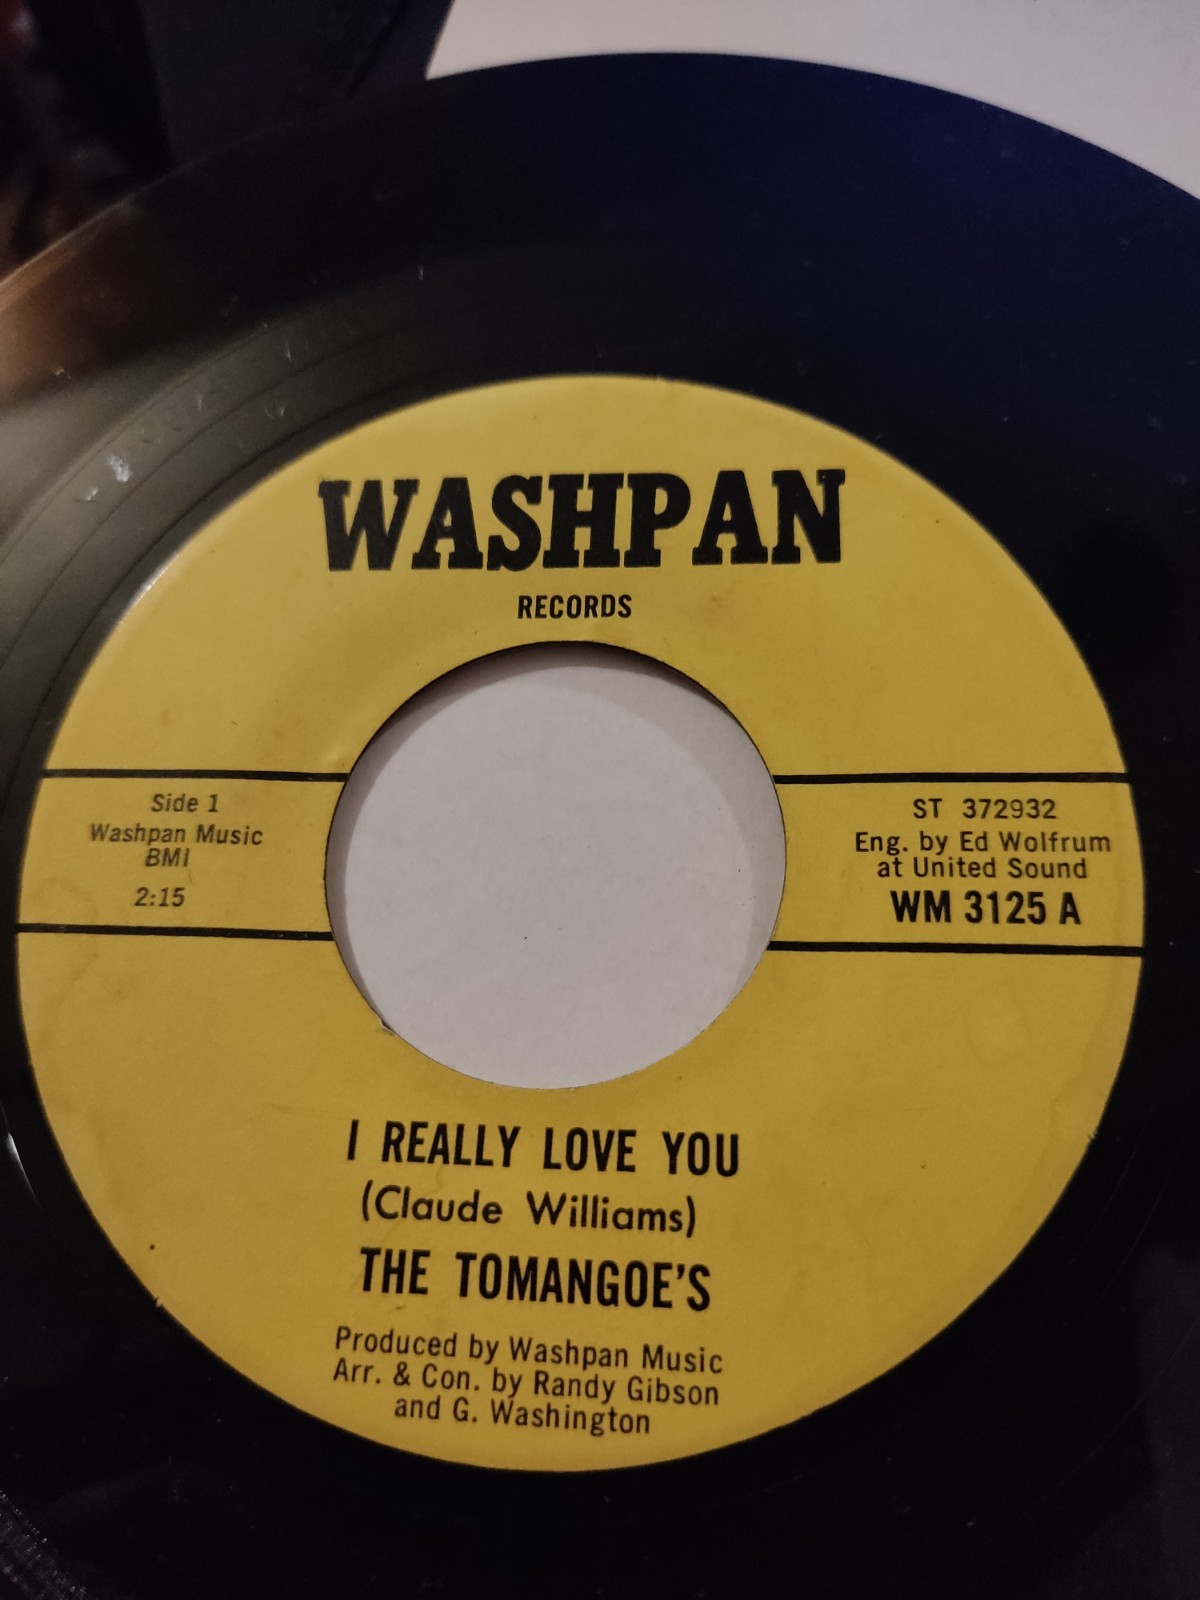 WASHPAN
RECORDS
Side 1
Washpan Music
BMI
2:15
ST 372932
Eng. by Ed Wolfrum
at United Sound
WM 3125 A
I REALLY LOVE YOU
(Claude Williams)
THE TOMANGOE'S
Produced by Washpan Music
Arr. & Con. by Randy Gibson
and G. Washington